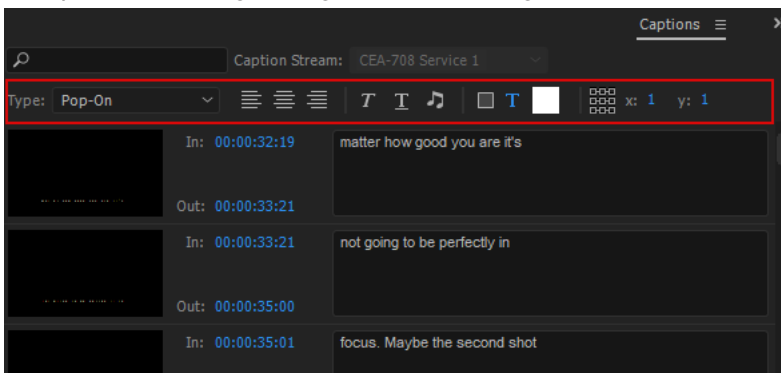 Captions
Caption Stream: CEA-708 Service 1
Type: Pop-On T T T x: 1 y: 1
In: 00:00:32:19 matter how good you are it's
Out: 00:00:33:21
In: 00:00:33:21 not going to be perfectly in
Out: 00:00:35:00
In: 00:00:35:01 focus. Maybe the second shot